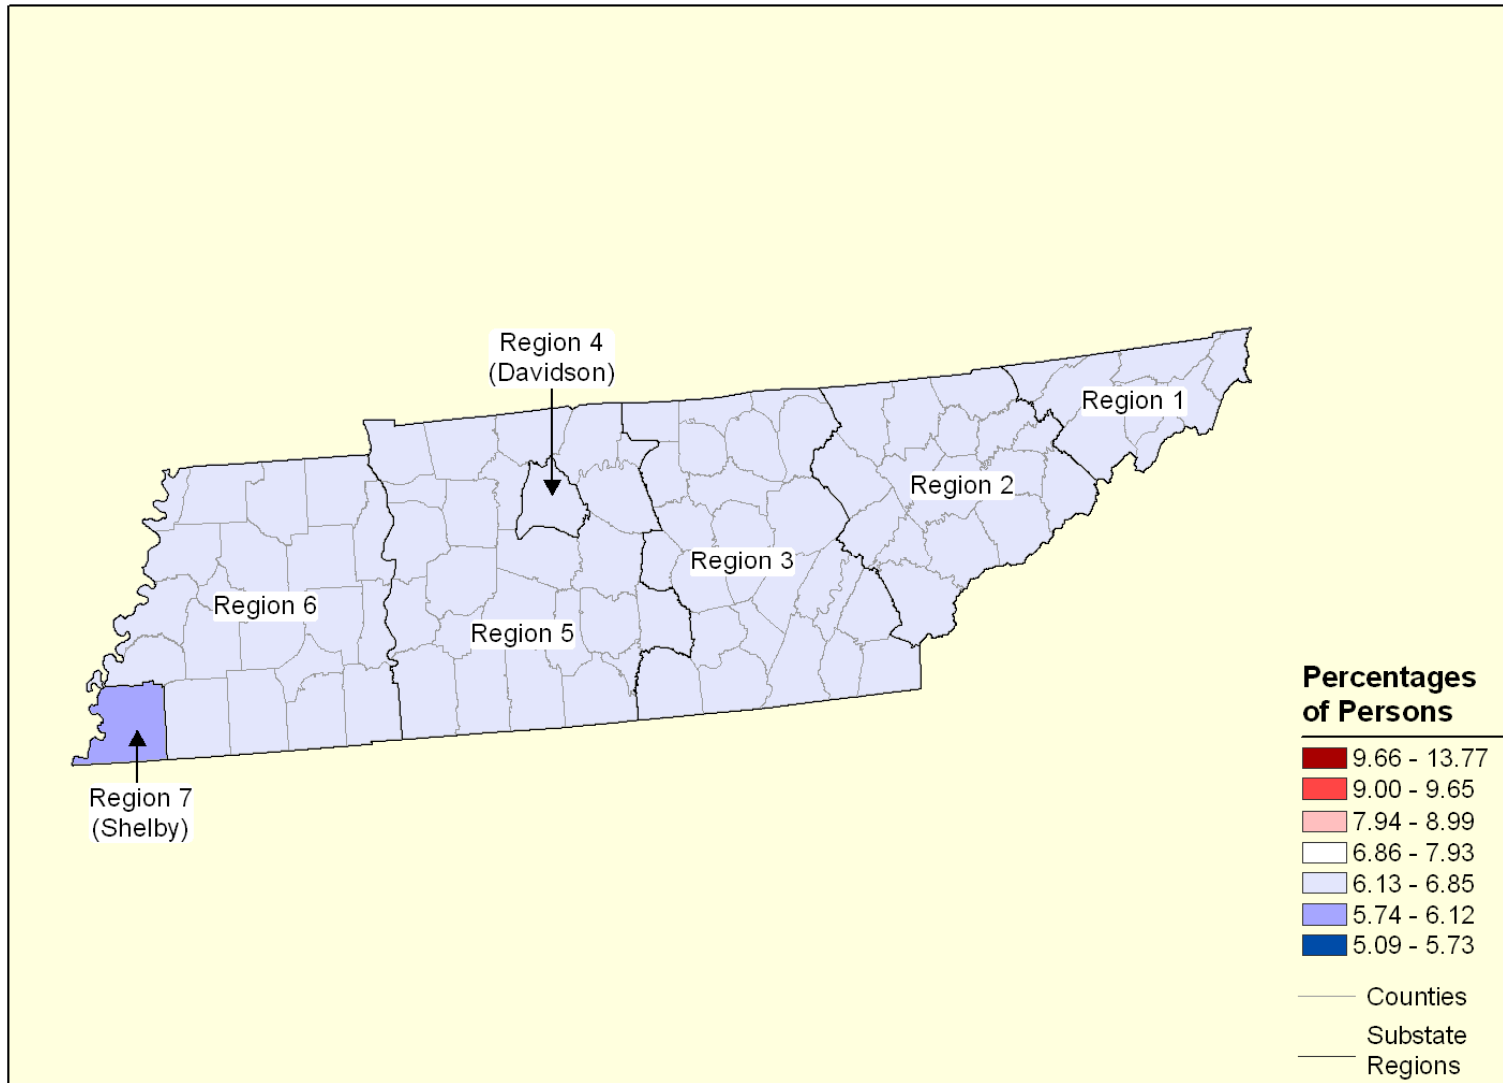 Region 4
(Davidson)
Region 1
Region 2
Region 3
Region 6
Region 5
Region 7
(Shelby)
Percentages
of Persons
9.66 - 13.77
9.00 - 9.65
7.94 - 8.99
6.86 - 7.93
6.13 - 6.85
5.74 - 6.12
5.09 - 5.73
Counties
Substate
Regions